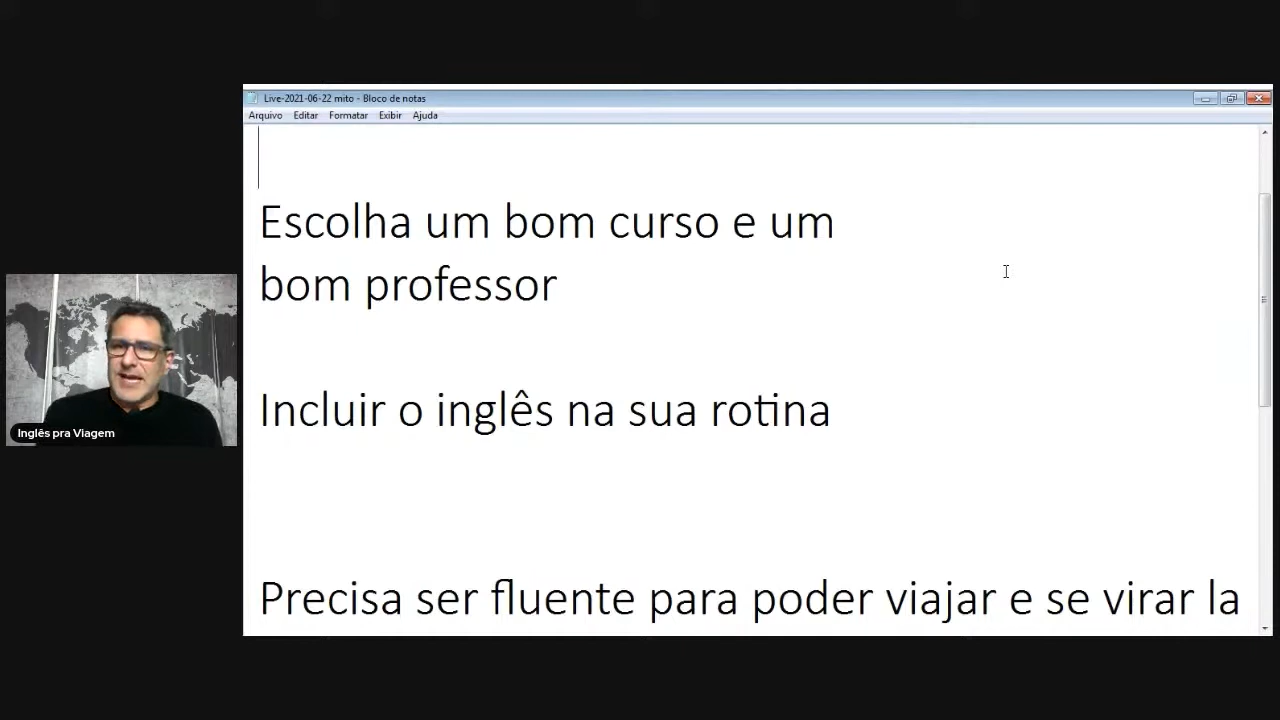 Live-2021-06-22 mito - Bloco de notas
Arquivo Editar Formatar Exibir Ajuda
Escolha um bom curso e um
bom professor
Incluir o inglês na sua rotina
Inglês pra Viagem
Precisa ser fluente para poder viajar e se virar la